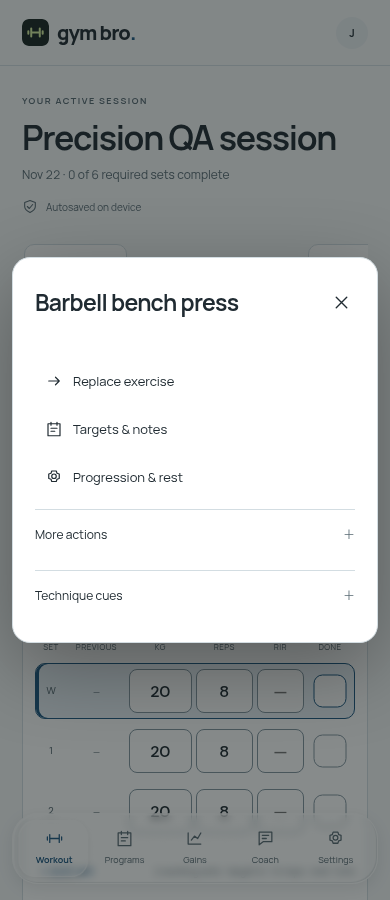 gym bro.
J
YOUR ACTIVE SESSION
Precision QA session
Nov 22 · 0 of 6 required sets complete
Autosaved on device
Barbell bench press
Replace exercise
Targets & notes
Progression & rest
More actions
Technique cues
SET PREVIOUS KG REPS RIR DONE
W – 20 8 —
1 – 20 8 —
2 – 20 8 —
Workout Programs Gains Coach Settings